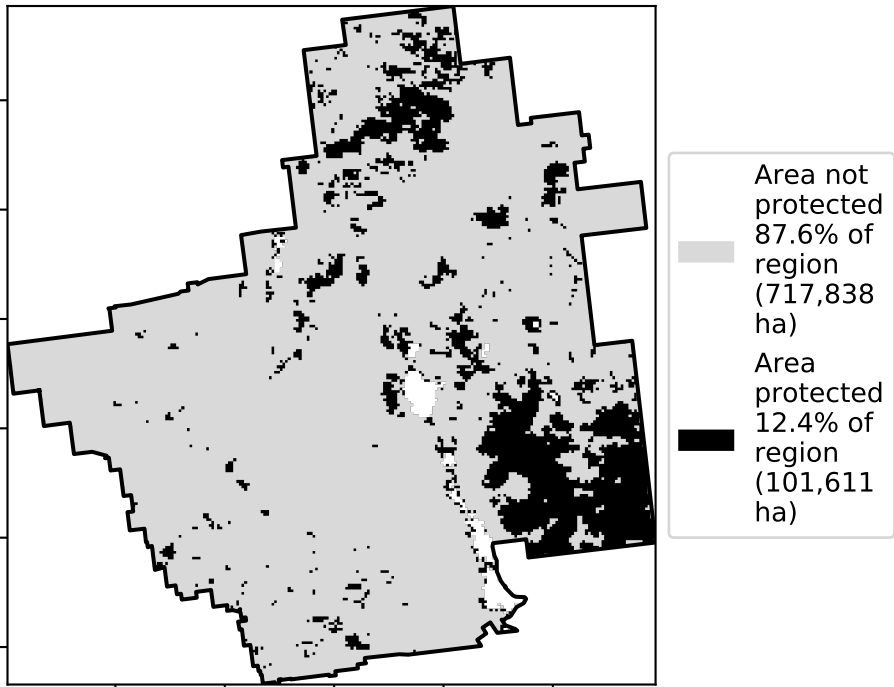 Area not
protected
87.6% of
region
(717,838
ha)
Area
protected
12.4% of
region
(101,611
ha)